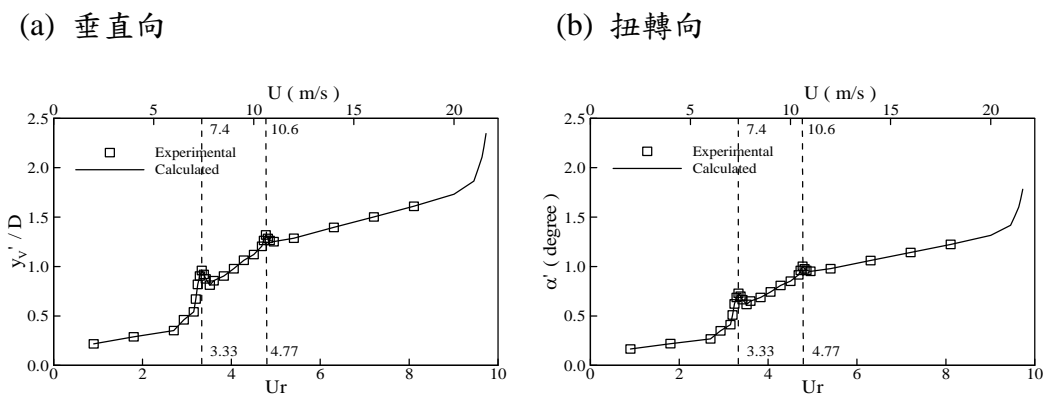 (a) 垂直向
(b) 扭轉向
U ( m/s)
0 5 10 15 20
2.5
2.0
1.5
1.0
0.5
0.0
7.4 10.6
Experimental
Calculated
3.33 4.77
y_v' / D
0 2 4 6 8 10
Ur
U ( m/s)
0 5 10 15 20
2.5
2.0
1.5
1.0
0.5
0.0
7.4 10.6
Experimental
Calculated
3.33 4.77
α' ( degree )
0 2 4 6 8 10
Ur